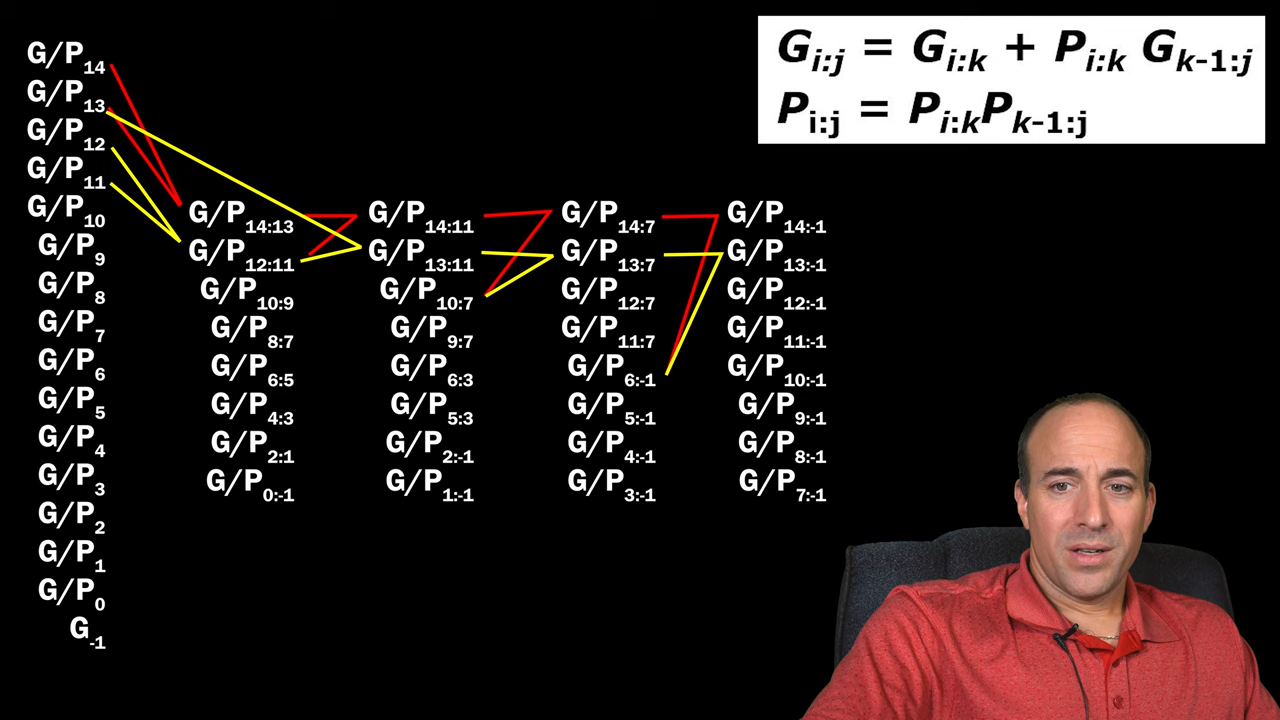 G/P14
G/P13
G/P12
G/P11
G/P10
G/P9
G/P8
G/P7
G/P6
G/P5
G/P4
G/P3
G/P2
G/P1
G/P0
G-1
G/P14:13
G/P12:11
G/P10:9
G/P8:7
G/P6:5
G/P4:3
G/P2:1
G/P0:-1
G/P14:11
G/P13:11
G/P10:7
G/P9:7
G/P6:3
G/P5:3
G/P2:-1
G/P1:-1
G/P14:7
G/P13:7
G/P12:7
G/P11:7
G/P6:-1
G/P5:-1
G/P4:-1
G/P3:-1
G/P14:-1
G/P13:-1
G/P12:-1
G/P11:-1
G/P10:-1
G/P9:-1
G/P8:-1
G/P7:-1
Gi:j = Gi:k + Pi:k Gk-1:j
Pi:j = Pi:kPk-1:j